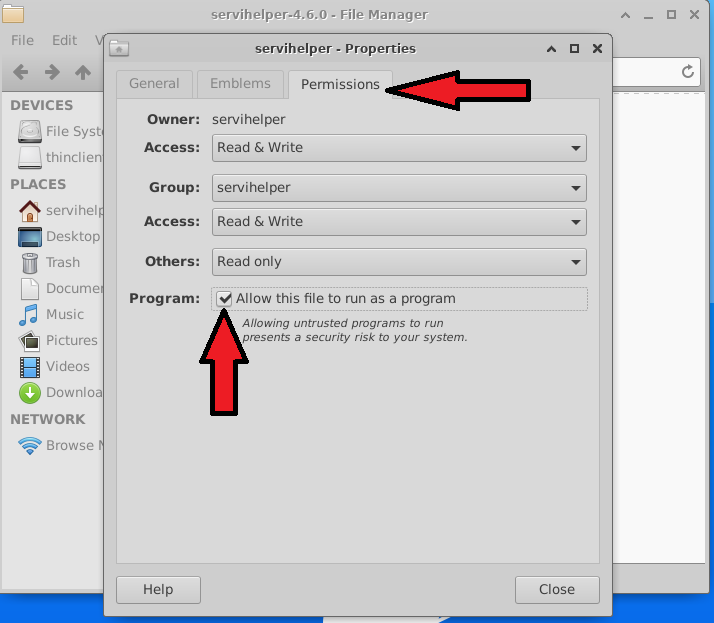 servihelper-4.6.0 - File Manager
File Edit V
servihelper - Properties
General Emblems Permissions
DEVICES
File Syste
thinclien
PLACES
servihelp
Desktop
Trash
Documen
Music
Pictures
Videos
Downloa
NETWORK
Browse N
Owner: servihelper
Access: Read & Write
Group: servihelper
Access: Read & Write
Others: Read only
Program: Allow this file to run as a program
Allowing untrusted programs to run
presents a security risk to your system.
Help Close